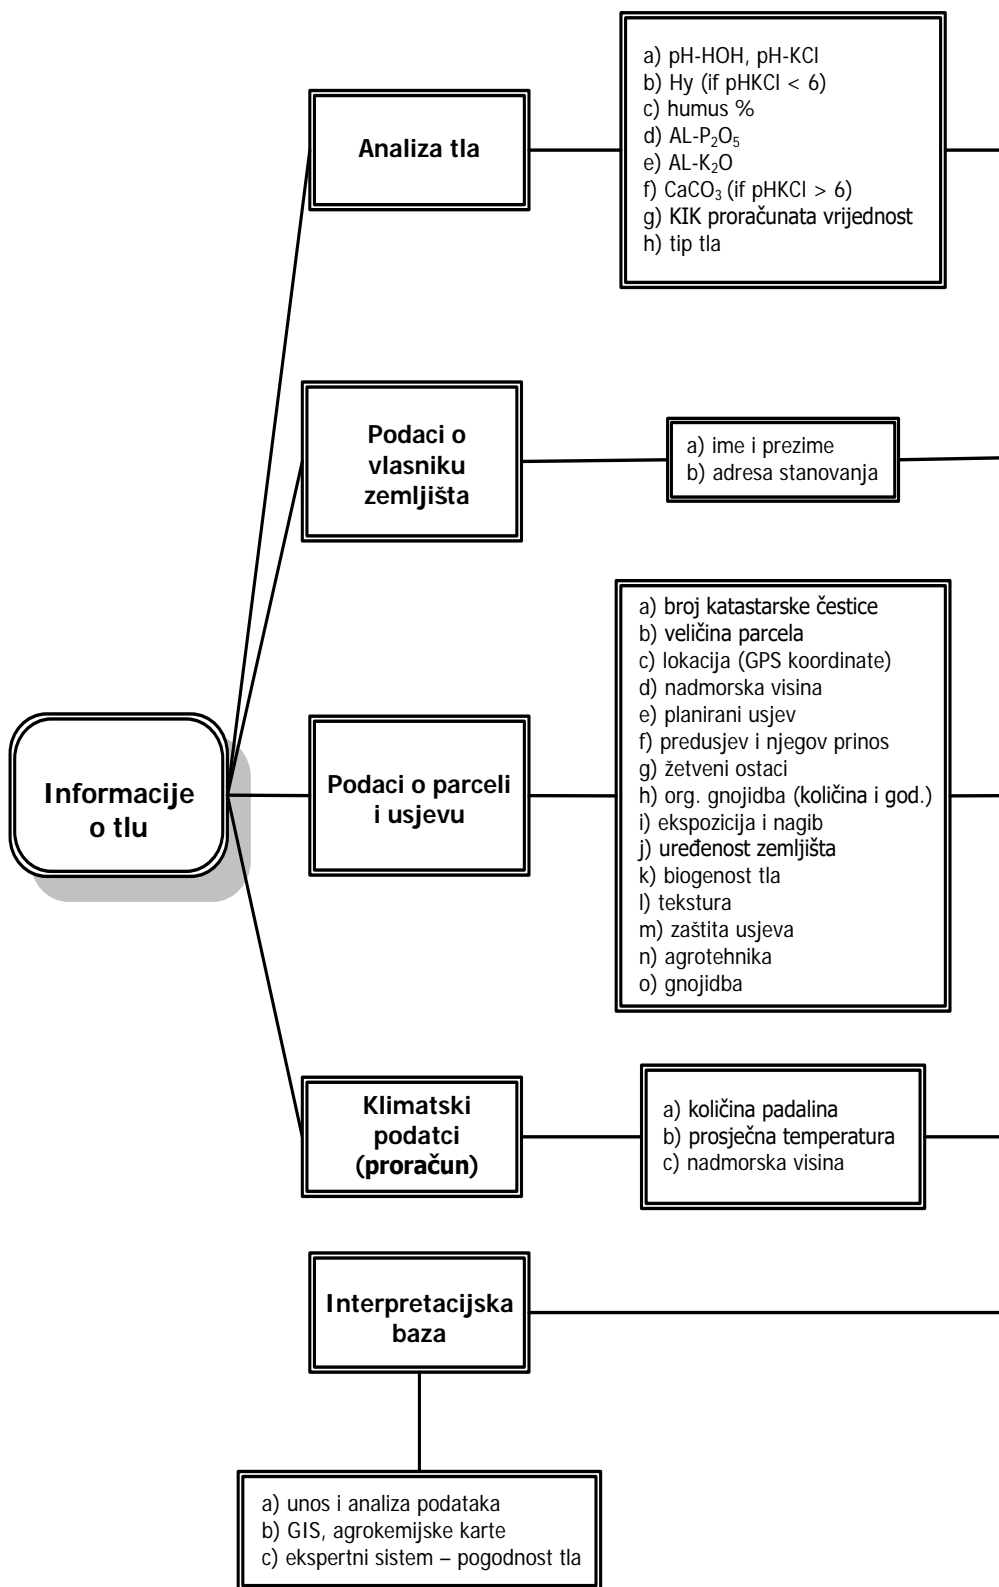 Analiza tla
a) pH-HOH, pH-KCl
b) Hy (if pHKCl < 6)
c) humus %
d) AL-P₂O₅
e) AL-K₂O
f) CaCO₃ (if pHKCl > 6)
g) KIK proračunata vrijednost
h) tip tla
Podaci o
vlasniku
zemljišta
a) ime i prezime
b) adresa stanovanja
Informacije
o tlu
Podaci o parceli
i usjevu
a) broj katastarske čestice
b) veličina parcela
c) lokacija (GPS koordinate)
d) nadmorska visina
e) planirani usjev
f) predusjev i njegov prinos
g) žetveni ostaci
h) org. gnojidba (količina i god.)
i) ekspozicija i nagib
j) uređenost zemljišta
k) biogenost tla
l) tekstura
m) zaštita usjeva
n) agrotehnika
o) gnojidba
Klimatski
podatci
(proračun)
a) količina padalina
b) prosječna temperatura
c) nadmorska visina
Interpretacijska
baza
a) unos i analiza podataka
b) GIS, agrokemijske karte
c) ekspertni sistem – pogodnost tla